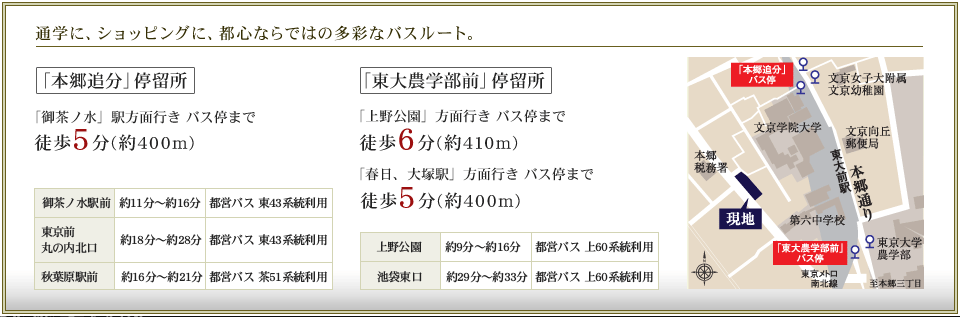 通学に、ショッピングに、都心ならではの多彩なバスルート。
「本郷追分」停留所
「御茶ノ水」駅方面行き バス停まで
徒歩5分(約400m)
御茶ノ水駅前 約11分〜約16分 都営バス 東43系統利用
東京前
丸の内北口 約18分〜約28分 都営バス 東43系統利用
秋葉原駅前 約16分〜約21分 都営バス 茶51系統利用
「東大農学部前」停留所
「上野公園」方面行き バス停まで
徒歩6分(約410m)
「春日、大塚駅」方面行き バス停まで
徒歩5分(約400m)
上野公園 約9分〜約16分 都営バス 上60系統利用
池袋東口 約29分〜約33分 都営バス 上60系統利用
「本郷追分」
バス停
文京女子大附属
文京幼稚園
文京学院大学
文京向丘
郵便局
本郷
税務署
東大前駅
本郷通り
現地
第六中学校
「東大農学部前」
バス停
東京大学
農学部
東京メトロ
南北線
至本郷三丁目